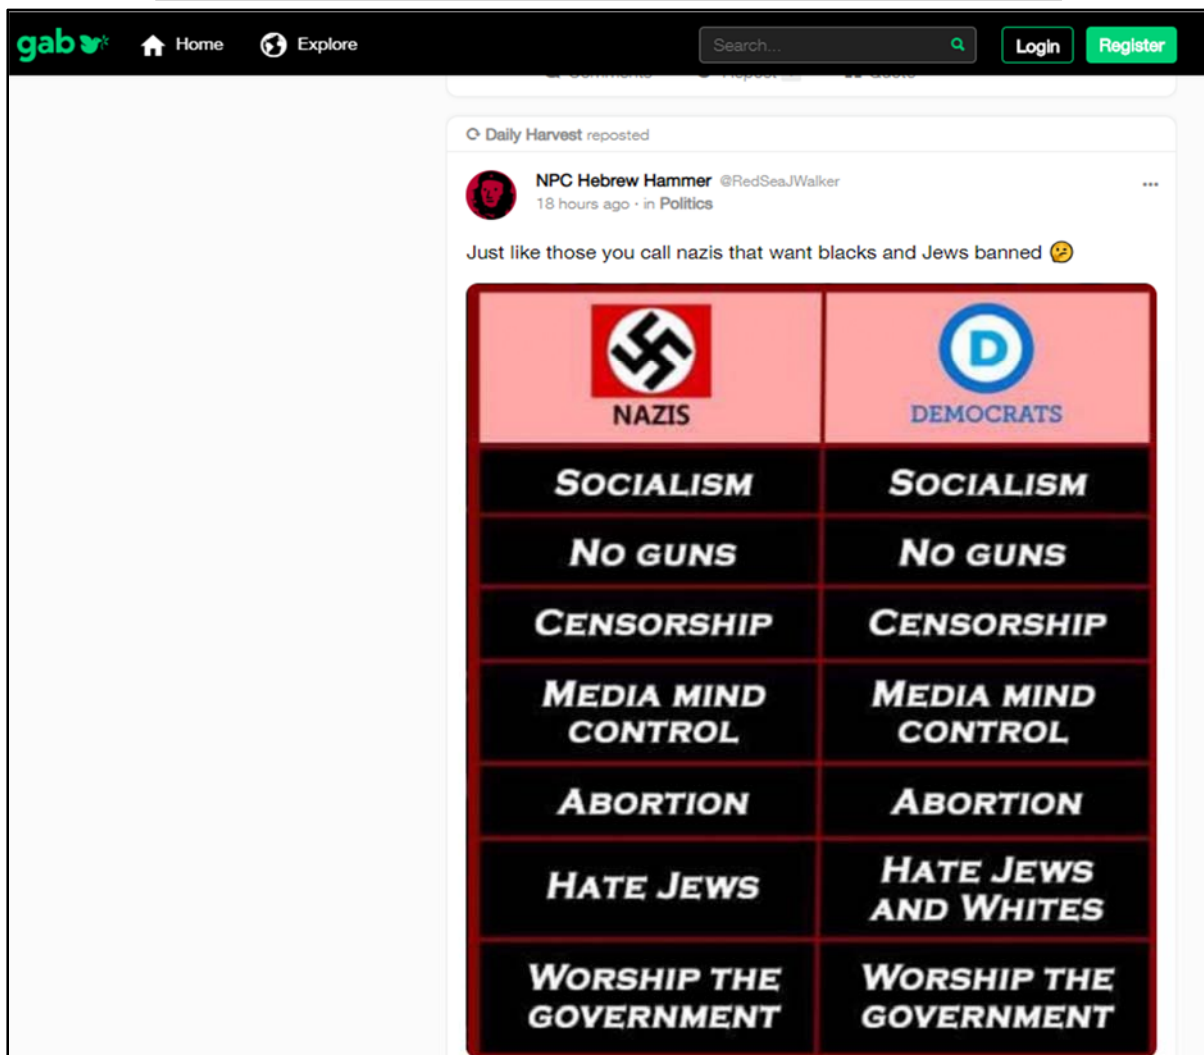 gab Home Explore Search... Login Register
Daily Harvest reposted
NPC Hebrew Hammer @RedSeaJWalker
18 hours ago · in Politics
Just like those you call nazis that want blacks and Jews banned 😕
NAZIS DEMOCRATS
SOCIALISM SOCIALISM
NO GUNS NO GUNS
CENSORSHIP CENSORSHIP
MEDIA MIND MEDIA MIND
CONTROL CONTROL
ABORTION ABORTION
HATE JEWS HATE JEWS
AND WHITES
WORSHIP THE WORSHIP THE
GOVERNMENT GOVERNMENT